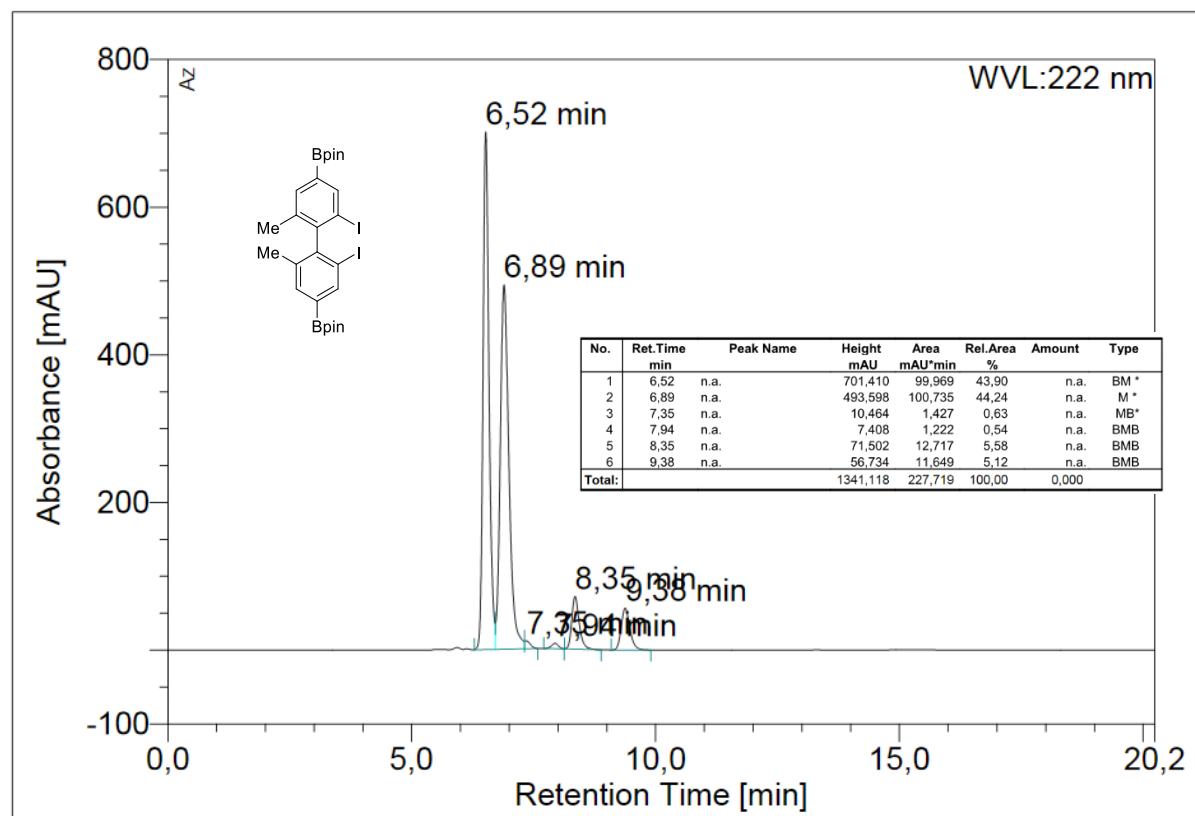 800
Az
WVL:222 nm
6,52 min
Bpin
600
Me
I
Me
I
6,89 min
Bpin
400
Absorbance [mAU]
No. Ret.Time Peak Name Height Area Rel.Area Amount Type
min mAU mAU*min %
1 6,52 n.a. 701,410 99,969 43,90 n.a. BM *
2 6,89 n.a. 493,598 100,735 44,24 n.a. M *
3 7,35 n.a. 10,464 1,427 0,63 n.a. MB*
4 7,94 n.a. 7,408 1,222 0,54 n.a. BMB
5 8,35 n.a. 71,502 12,717 5,58 n.a. BMB
6 9,38 n.a. 56,734 11,649 5,12 n.a. BMB
Total: 1341,118 227,719 100,00 0,000
200
8,35 min
9,38 min
7,35 min
7,94 min
-100
0,0 5,0 10,0 15,0 20,2
Retention Time [min]